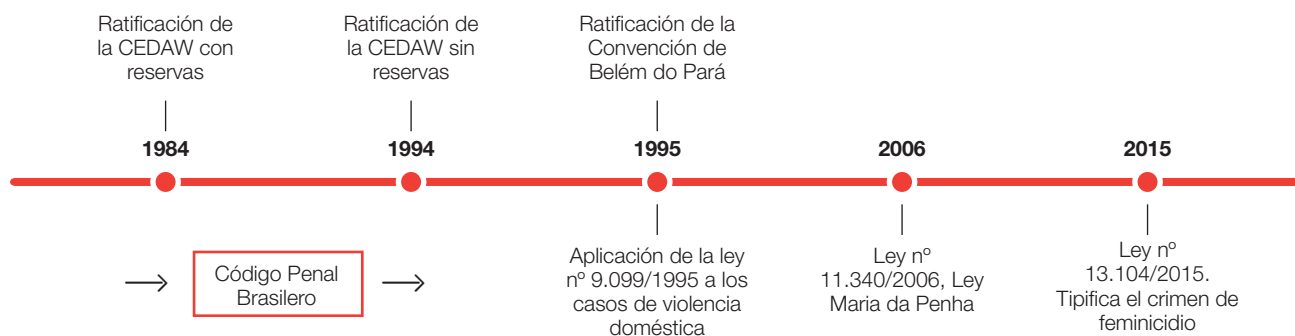 Ratificación de
la CEDAW con
reservas
Ratificación de
la CEDAW sin
reservas
Ratificación de la
Convención de
Belém do Pará
1984
1994
1995
2006
2015
Código Penal
Brasilero
Aplicación de la ley
nº 9.099/1995 a los
casos de violencia
doméstica
Ley nº
11.340/2006, Ley
Maria da Penha
Ley nº
13.104/2015.
Tipifica el crimen de
feminicidio